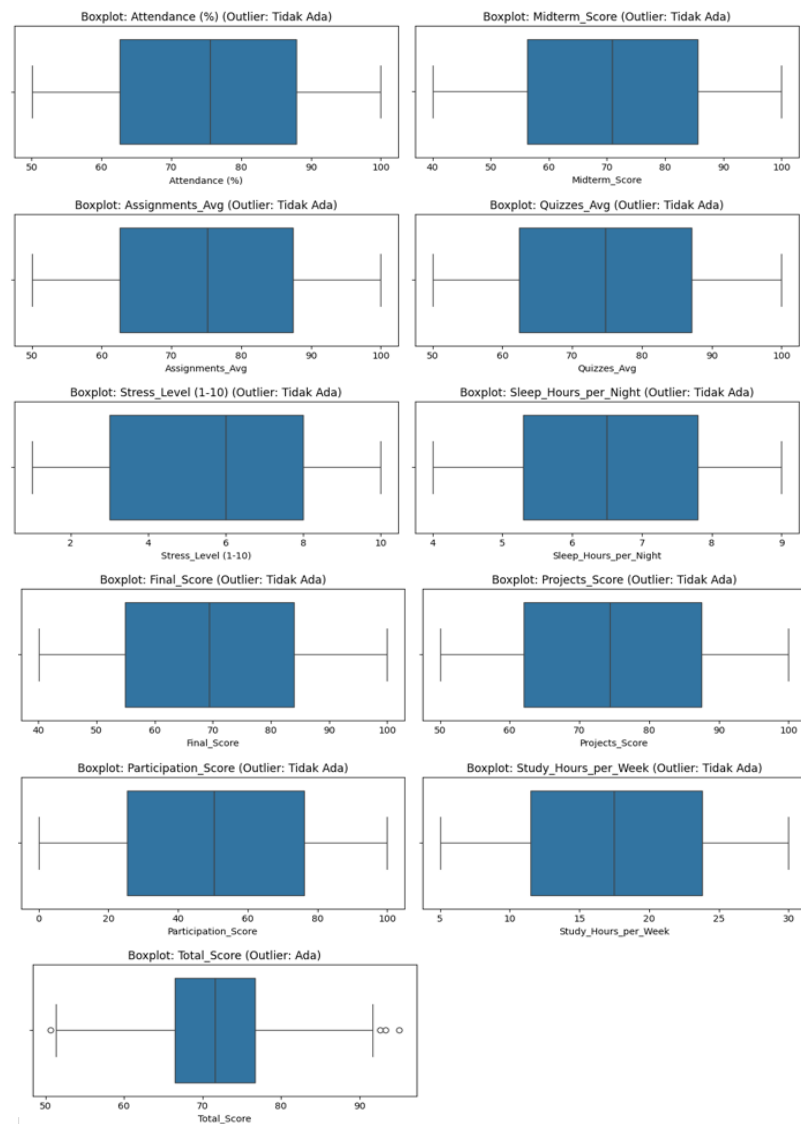 Boxplot: Attendance (%) (Outlier: Tidak Ada)
50 60 70 80 90 100
Attendance (%)
Boxplot: Midterm_Score (Outlier: Tidak Ada)
40 50 60 70 80 90 100
Midterm_Score
Boxplot: Assignments_Avg (Outlier: Tidak Ada)
50 60 70 80 90 100
Assignments_Avg
Boxplot: Quizzes_Avg (Outlier: Tidak Ada)
50 60 70 80 90 100
Quizzes_Avg
Boxplot: Stress_Level (1-10) (Outlier: Tidak Ada)
2 4 6 8 10
Stress_Level (1-10)
Boxplot: Sleep_Hours_per_Night (Outlier: Tidak Ada)
4 5 6 7 8 9
Sleep_Hours_per_Night
Boxplot: Final_Score (Outlier: Tidak Ada)
40 50 60 70 80 90 100
Final_Score
Boxplot: Projects_Score (Outlier: Tidak Ada)
50 60 70 80 90 100
Projects_Score
Boxplot: Participation_Score (Outlier: Tidak Ada)
0 20 40 60 80 100
Participation_Score
Boxplot: Study_Hours_per_Week (Outlier: Tidak Ada)
5 10 15 20 25 30
Study_Hours_per_Week
Boxplot: Total_Score (Outlier: Ada)
50 60 70 80 90
Total_Score